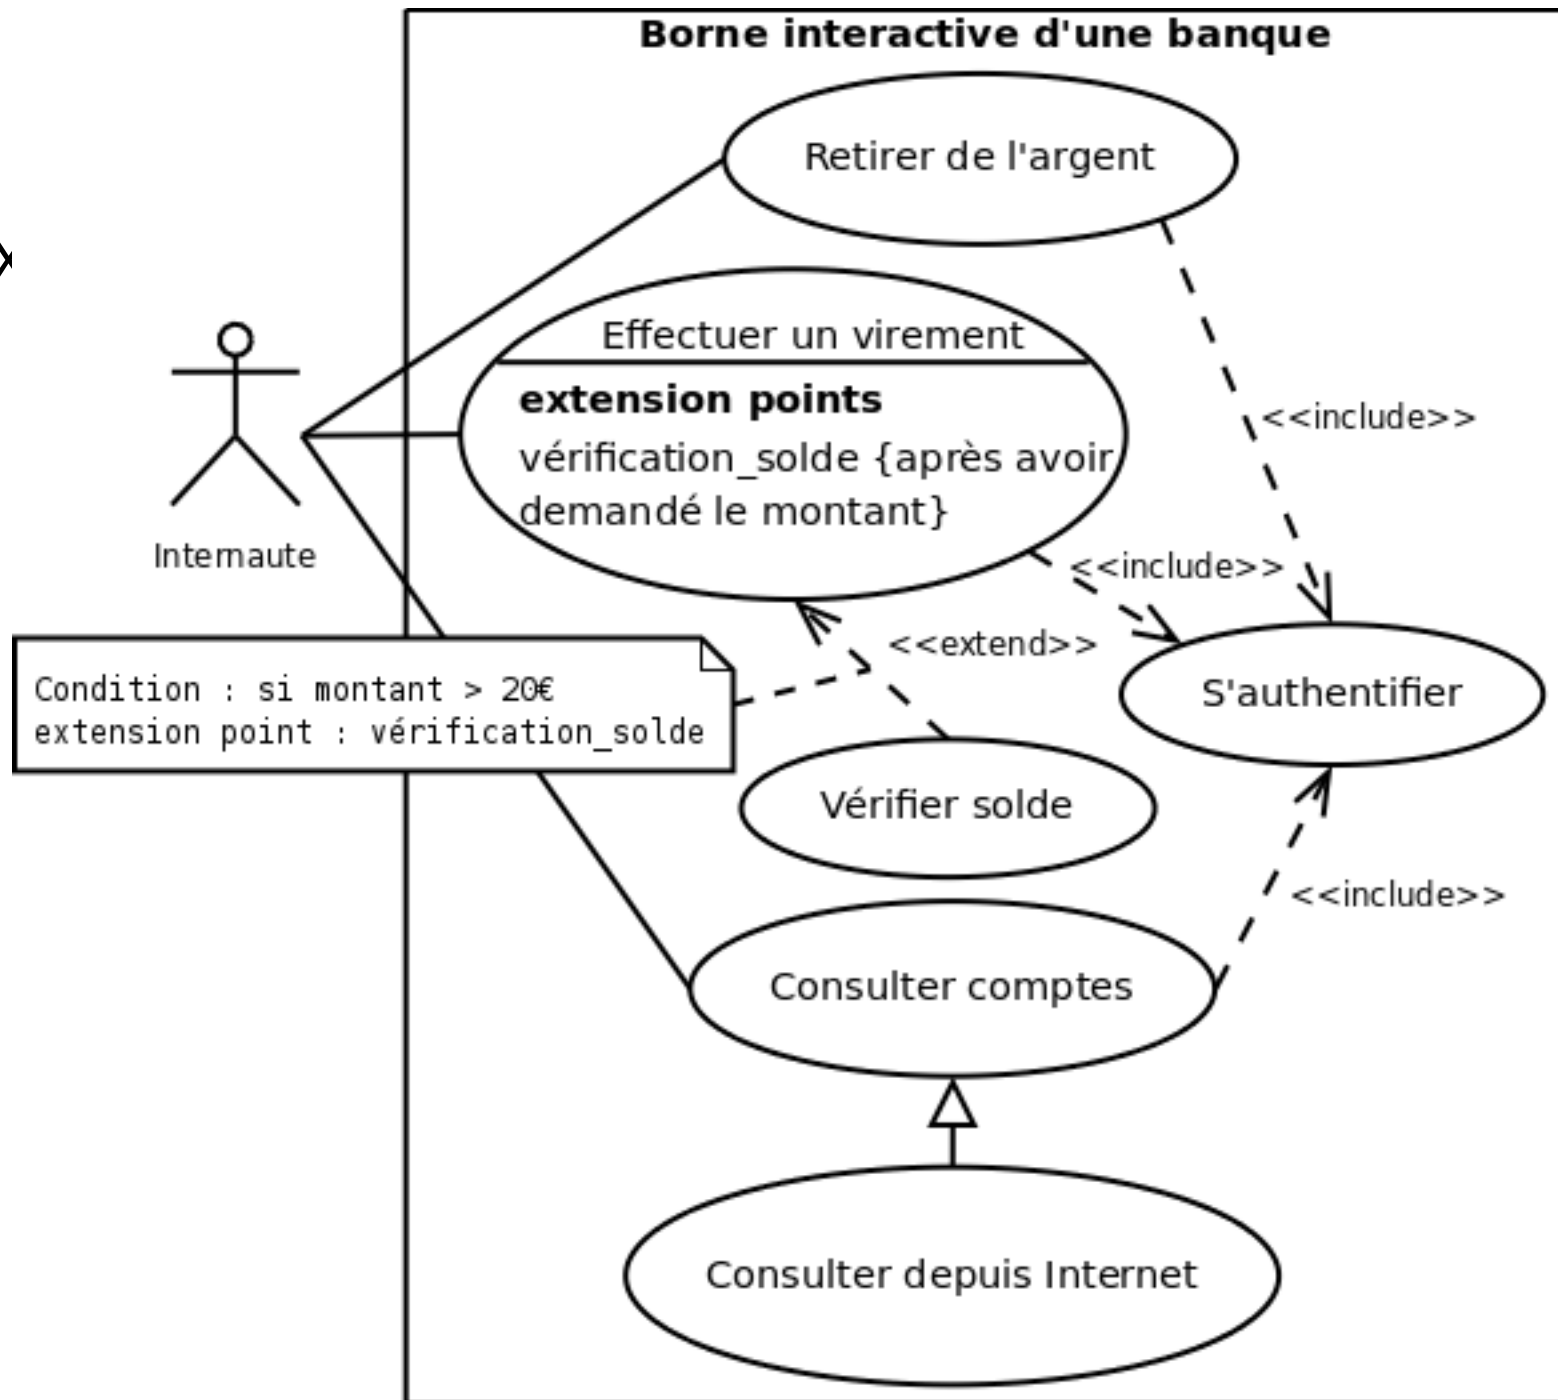 Borne interactive d'une banque
Retirer de l'argent
Effectuer un virement
extension points
vérification_solde {après avoir
demandé le montant}
<<include>>
Internaute
<<include>>
<<extend>>
Condition : si montant > 20€
extension point : vérification_solde
S'authentifier
Vérifier solde
<<include>>
Consulter comptes
Consulter depuis Internet